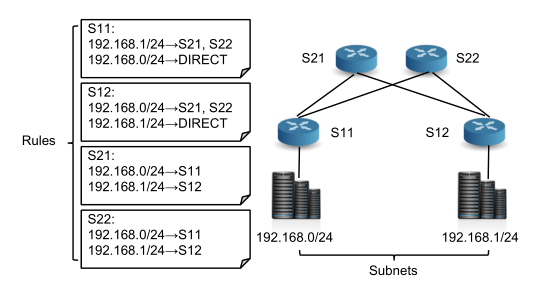 Rules
S11:
192.168.1/24→S21, S22
192.168.0/24→DIRECT
S12:
192.168.0/24→S21, S22
192.168.1/24→DIRECT
S21:
192.168.0/24→S11
192.168.1/24→S12
S22:
192.168.0/24→S11
192.168.1/24→S12
S21
S22
S11
S12
192.168.0/24
192.168.1/24
Subnets